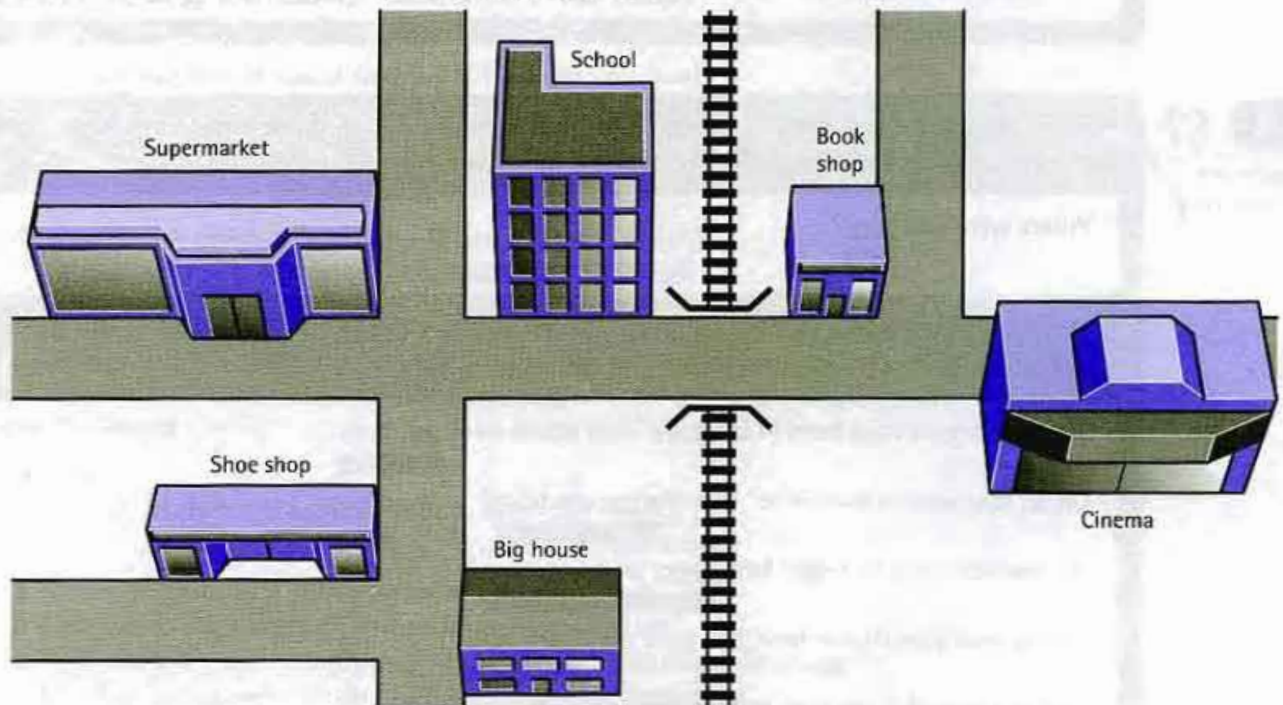 School
Supermarket
Book
shop
Shoe shop
Big house
Cinema